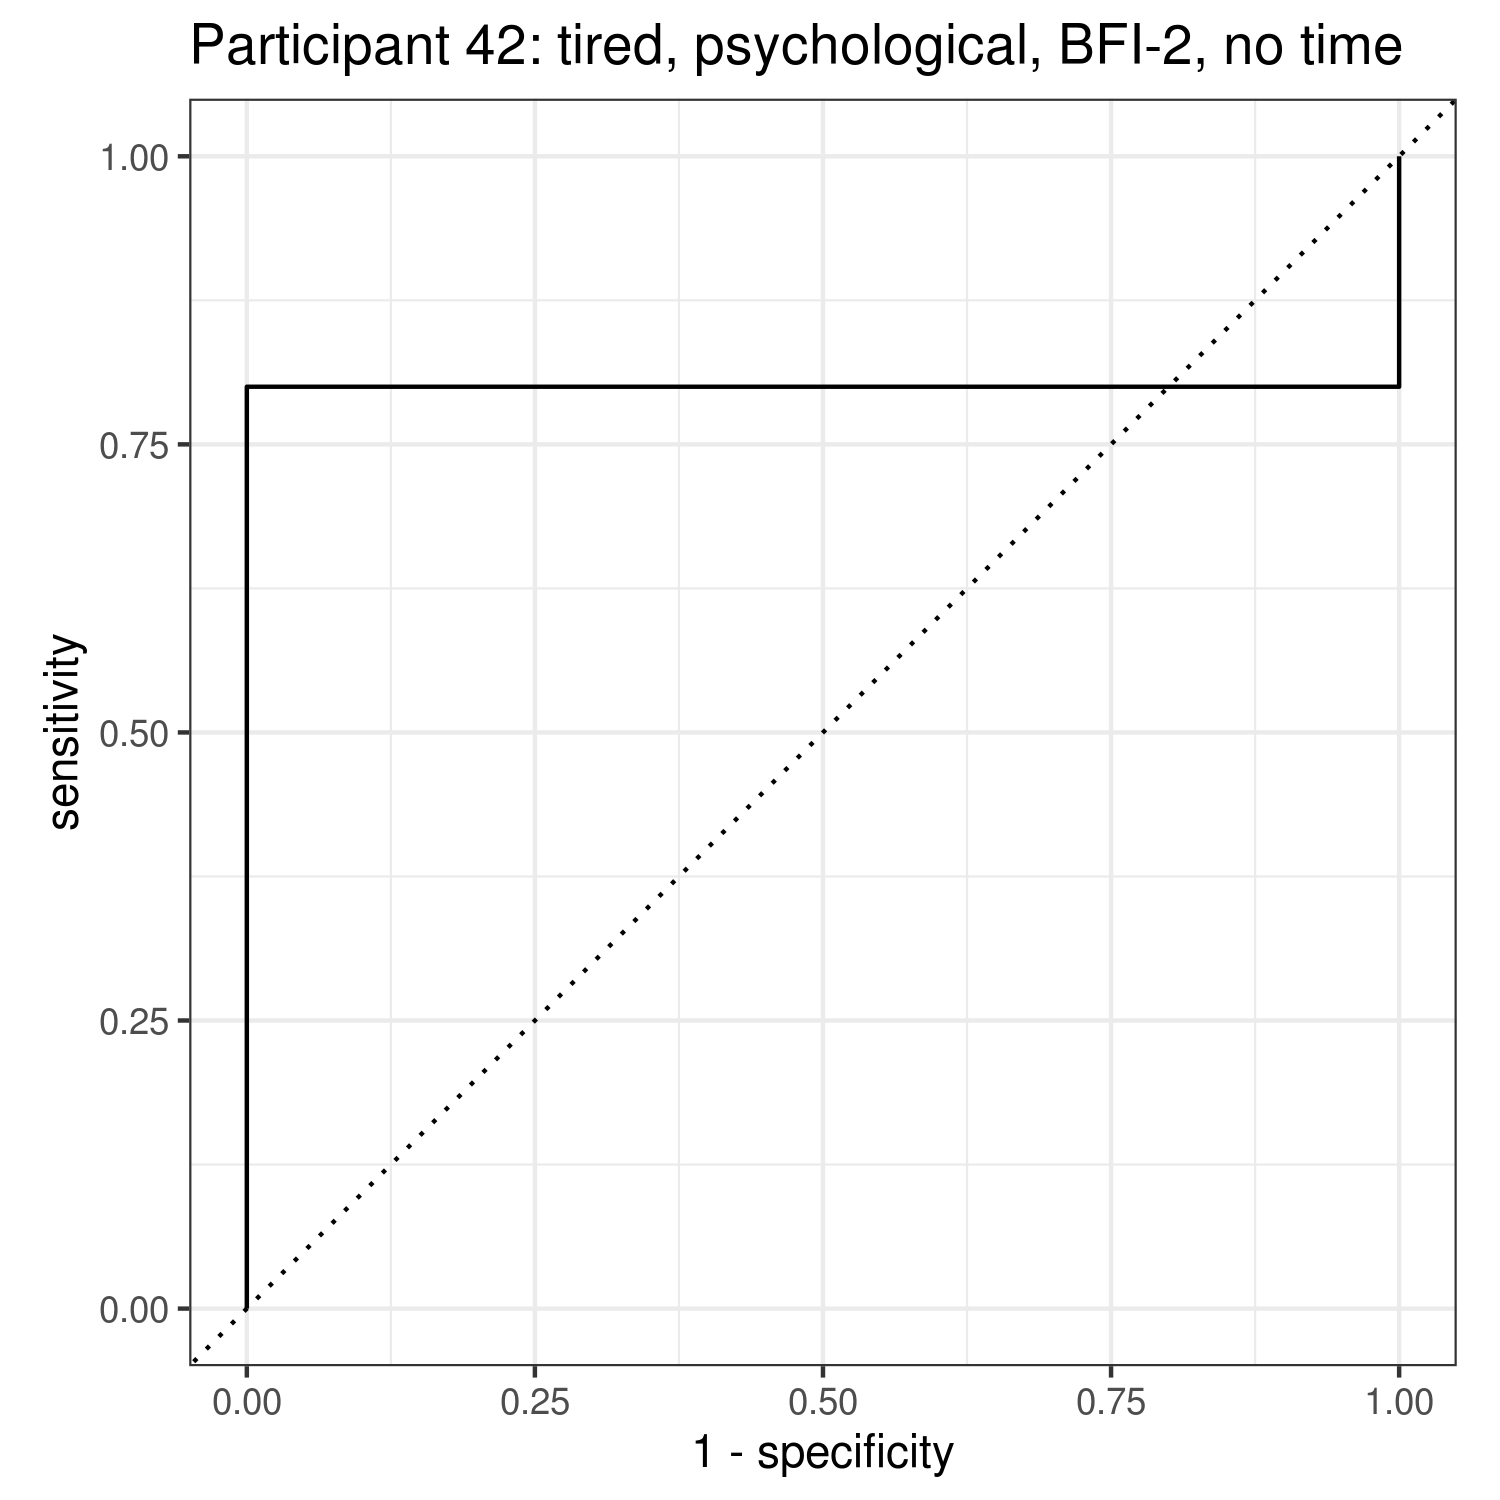 Participant 42: tired, psychological, BFI-2, no time
1.00
0.75
0.50
0.25
0.00
sensitivity
0.00 0.25 0.50 0.75 1.00
1 - specificity